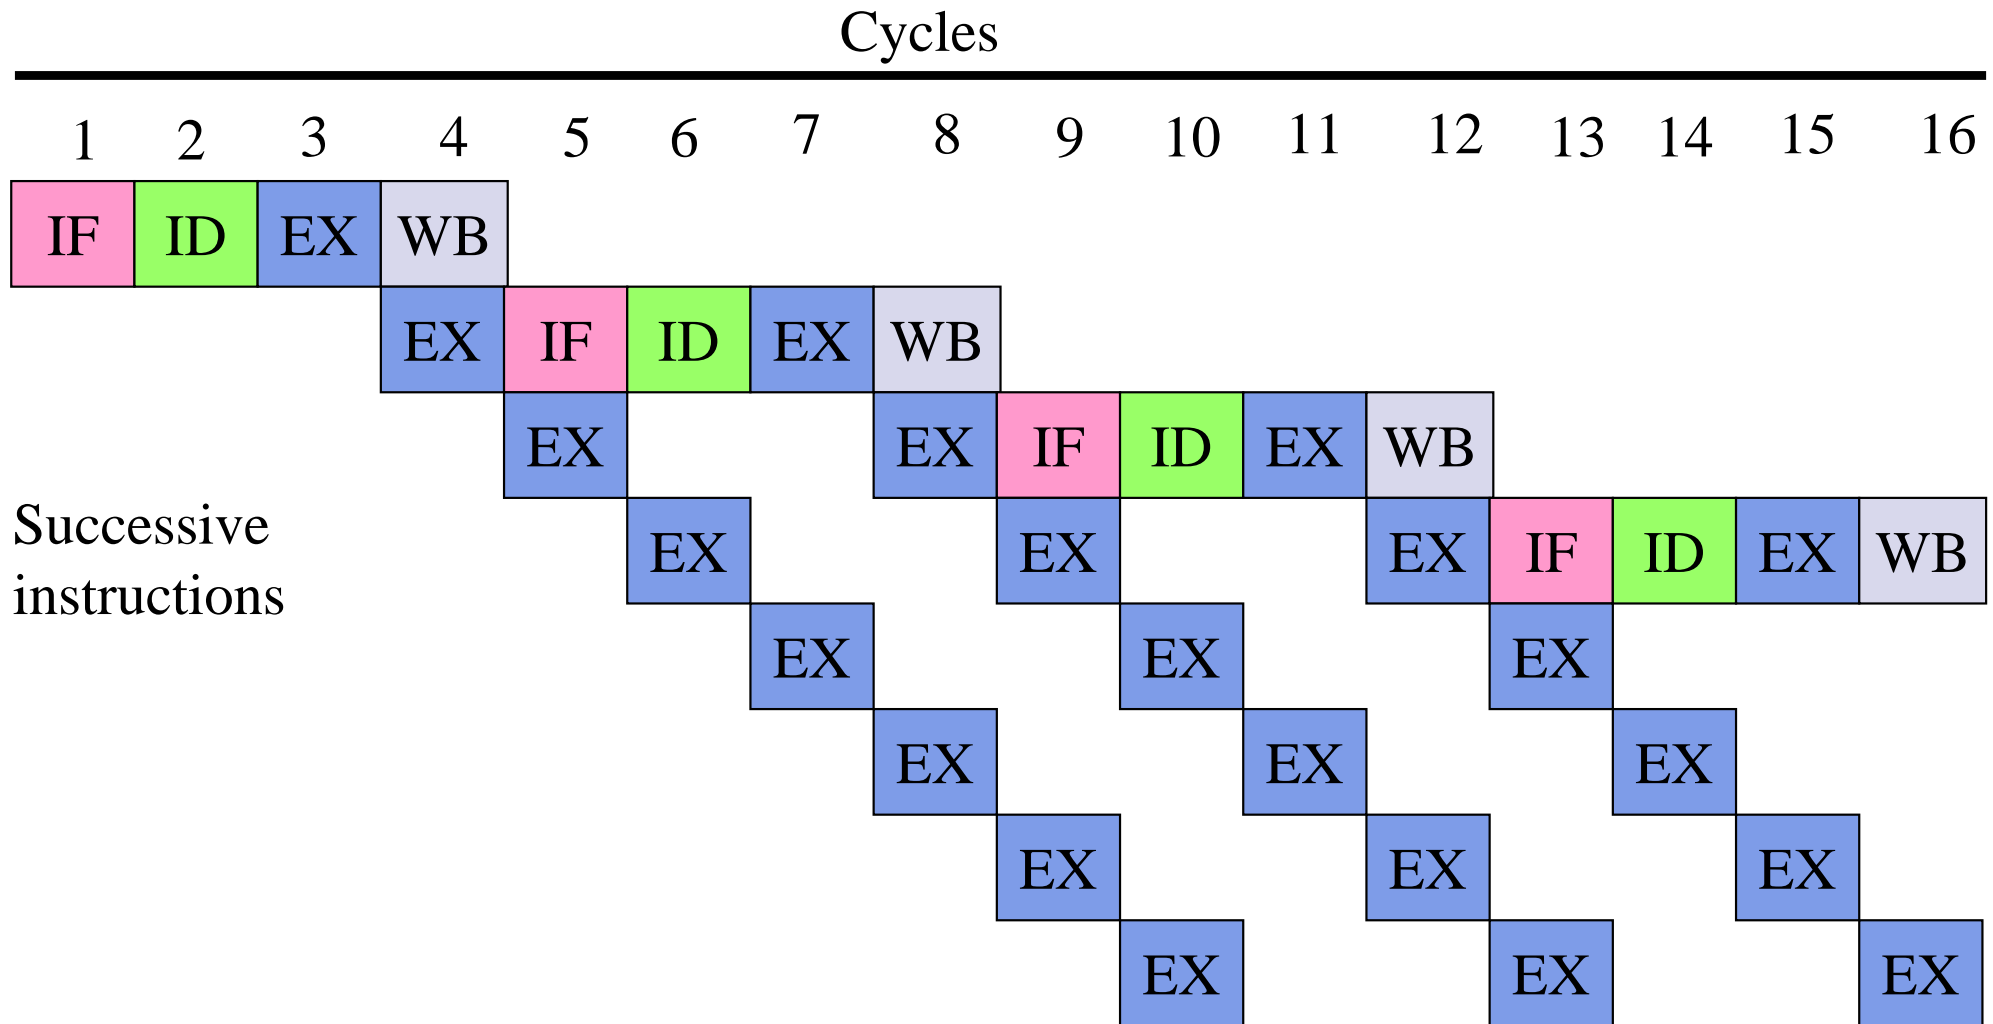 Cycles
1 2 3 4 5 6 7 8 9 10 11 12 13 14 15 16
IF ID EX WB
EX IF ID EX WB
EX EX IF ID EX WB
Successive
EX EX EX IF ID EX WB
instructions
EX EX EX
EX EX EX
EX EX EX
EX EX EX